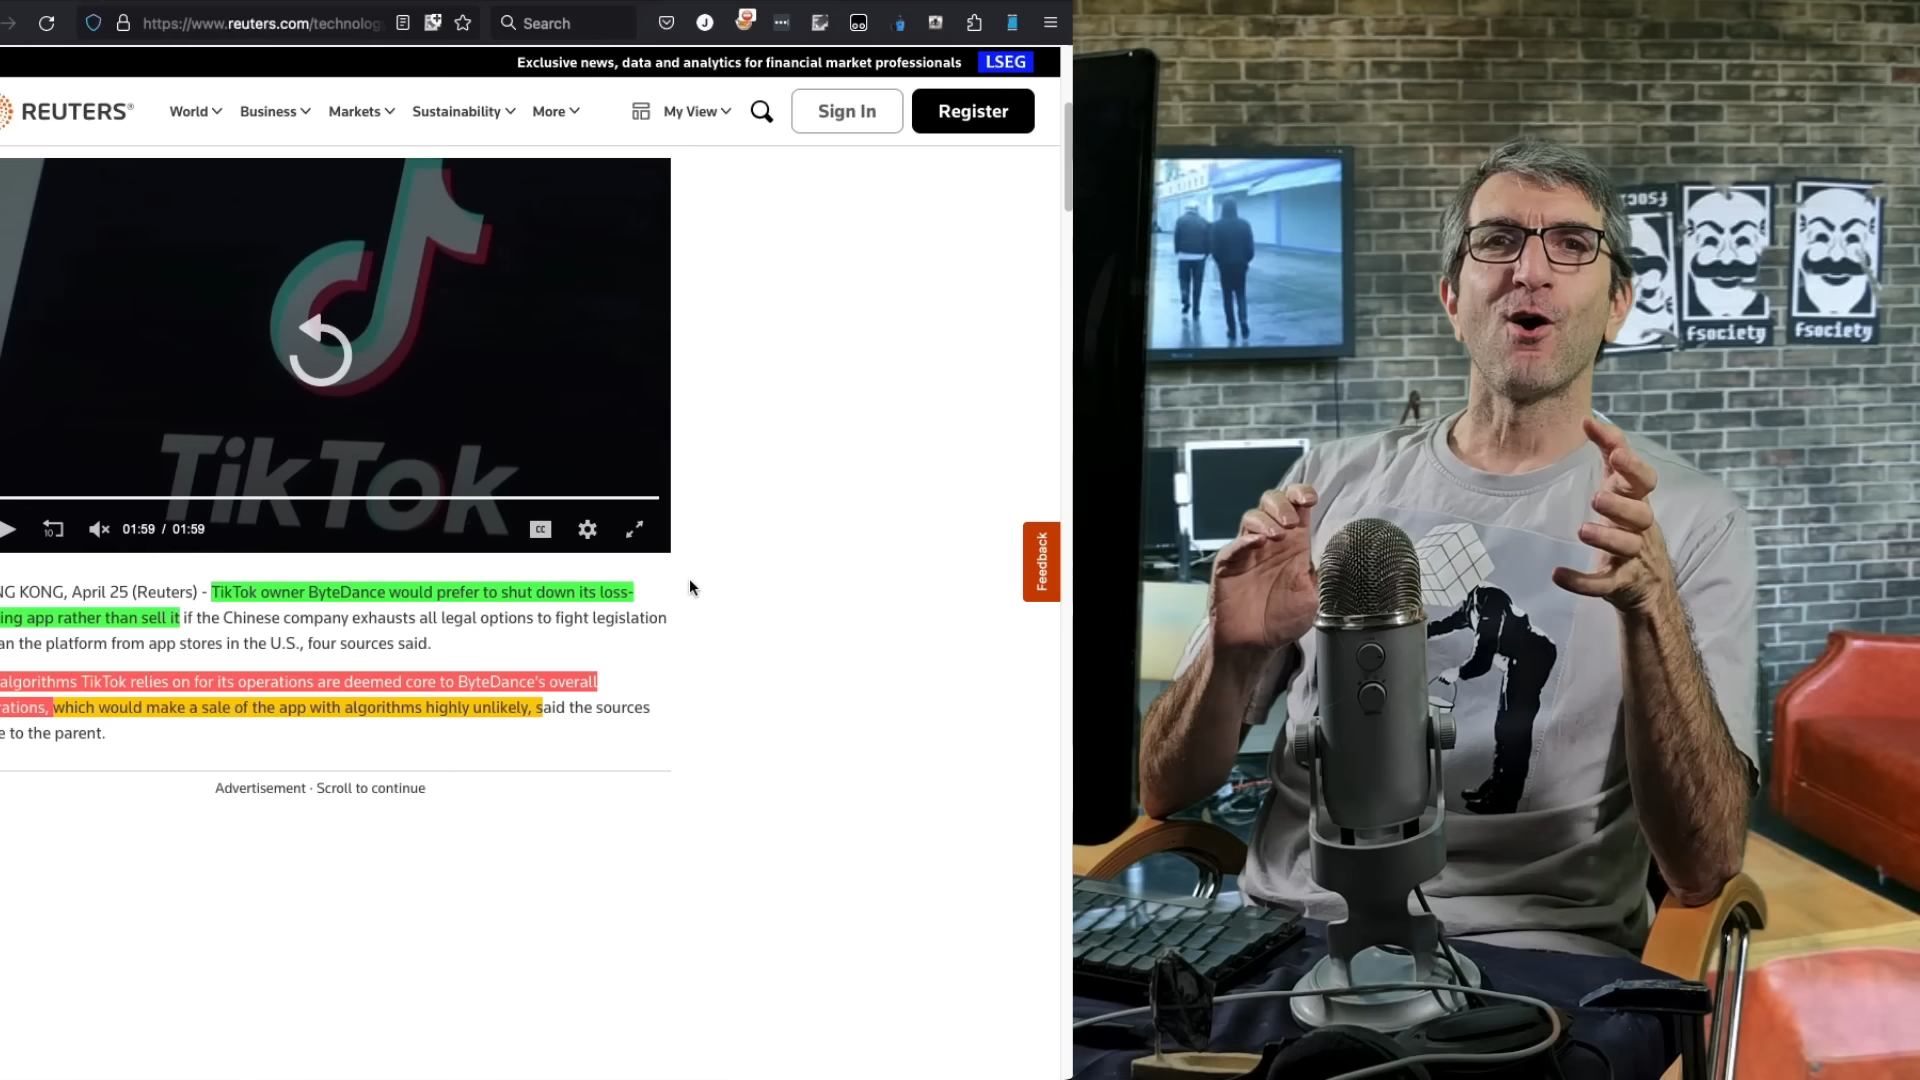 https://www.reuters.com/technolog
Search
Exclusive news, data and analytics for financial market professionals LSEG
REUTERS
World Business Markets Sustainability More My View Sign In Register
TikTok
10 01:59 / 01:59 CC
NG KONG, April 25 (Reuters) - TikTok owner ByteDance would prefer to shut down its loss-
ing app rather than sell it if the Chinese company exhausts all legal options to fight legislation
an the platform from app stores in the U.S., four sources said.
algorithms TikTok relies on for its operations are deemed core to ByteDance's overall
rations, which would make a sale of the app with algorithms highly unlikely, said the sources
e to the parent.
Advertisement · Scroll to continue
Feedback
fsociety
fsociety